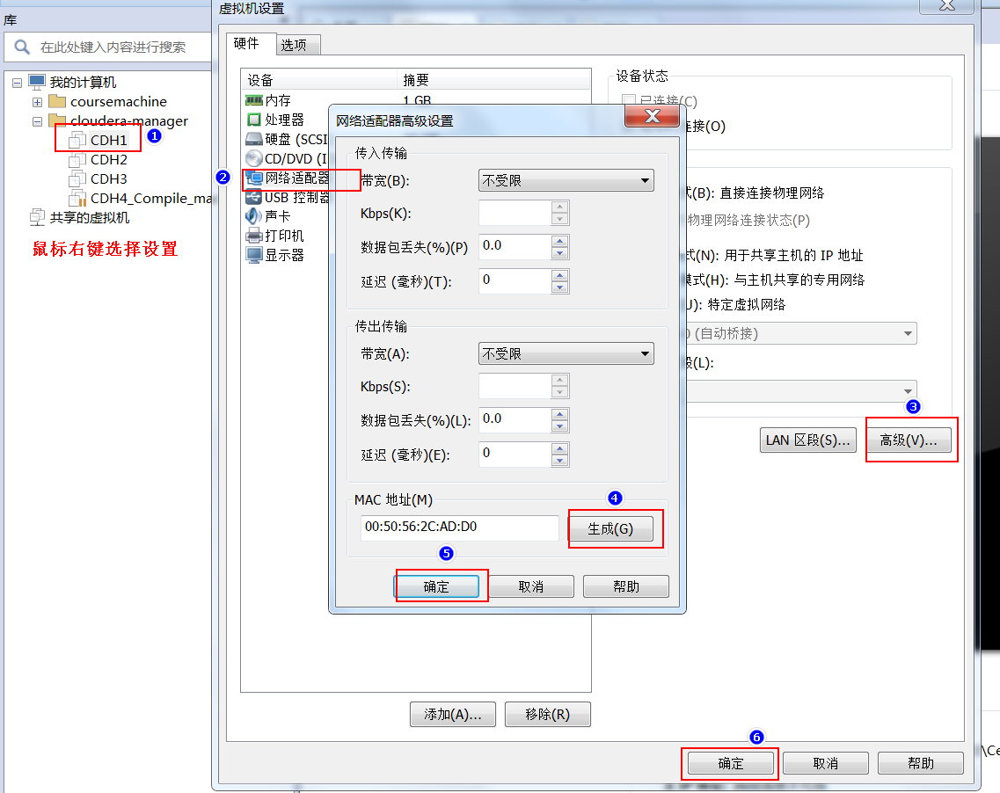 库
在此处键入内容进行搜索
我的计算机
coursemachine
cloudera-manager
CDH1
1
CDH2
CDH3
CDH4_Compile_ma
共享的虚拟机
鼠标右键选择设置
虚拟机设置
硬件
选项
设备
摘要
内存
1 GB
处理器
硬盘 (SCSI
CD/DVD (I
2
网络适配器
USB 控制器
声卡
打印机
显示器
网络适配器高级设置
传入传输
带宽(B):
不受限
Kbps(K):
数据包丢失(%)(P)
0.0
延迟 (毫秒)(T):
0
传出传输
带宽(A):
不受限
Kbps(S):
数据包丢失(%)(L):
0.0
延迟 (毫秒)(E):
0
MAC 地址(M)
4
00:50:56:2C:AD:D0
生成(G)
5
确定
取消
帮助
设备状态
已连接(C)
连接(O)
(B): 直接连接物理网络
物理网络连接状态(P)
式(N): 用于共享主机的 IP 地址
模式(H): 与主机共享的专用网络
U): 特定虚拟网络
(自动桥接)
段(L):
3
LAN 区段(S)...
高级(V)...
添加(A)...
移除(R)
6
确定
取消
帮助
\Ce